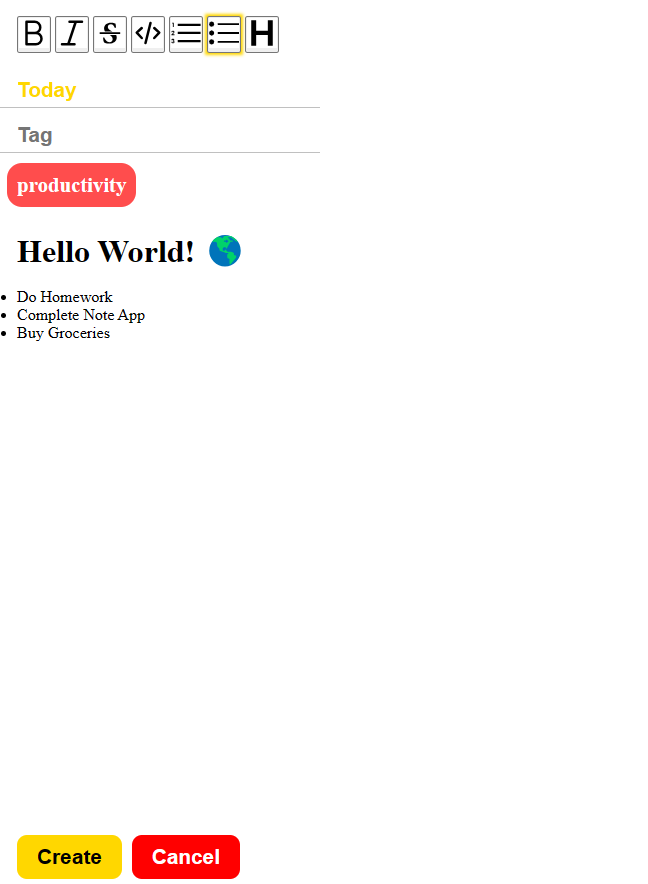 B I S </> H
Today
Tag
productivity
Hello World! 🌎
• Do Homework
• Complete Note App
• Buy Groceries
Create Cancel